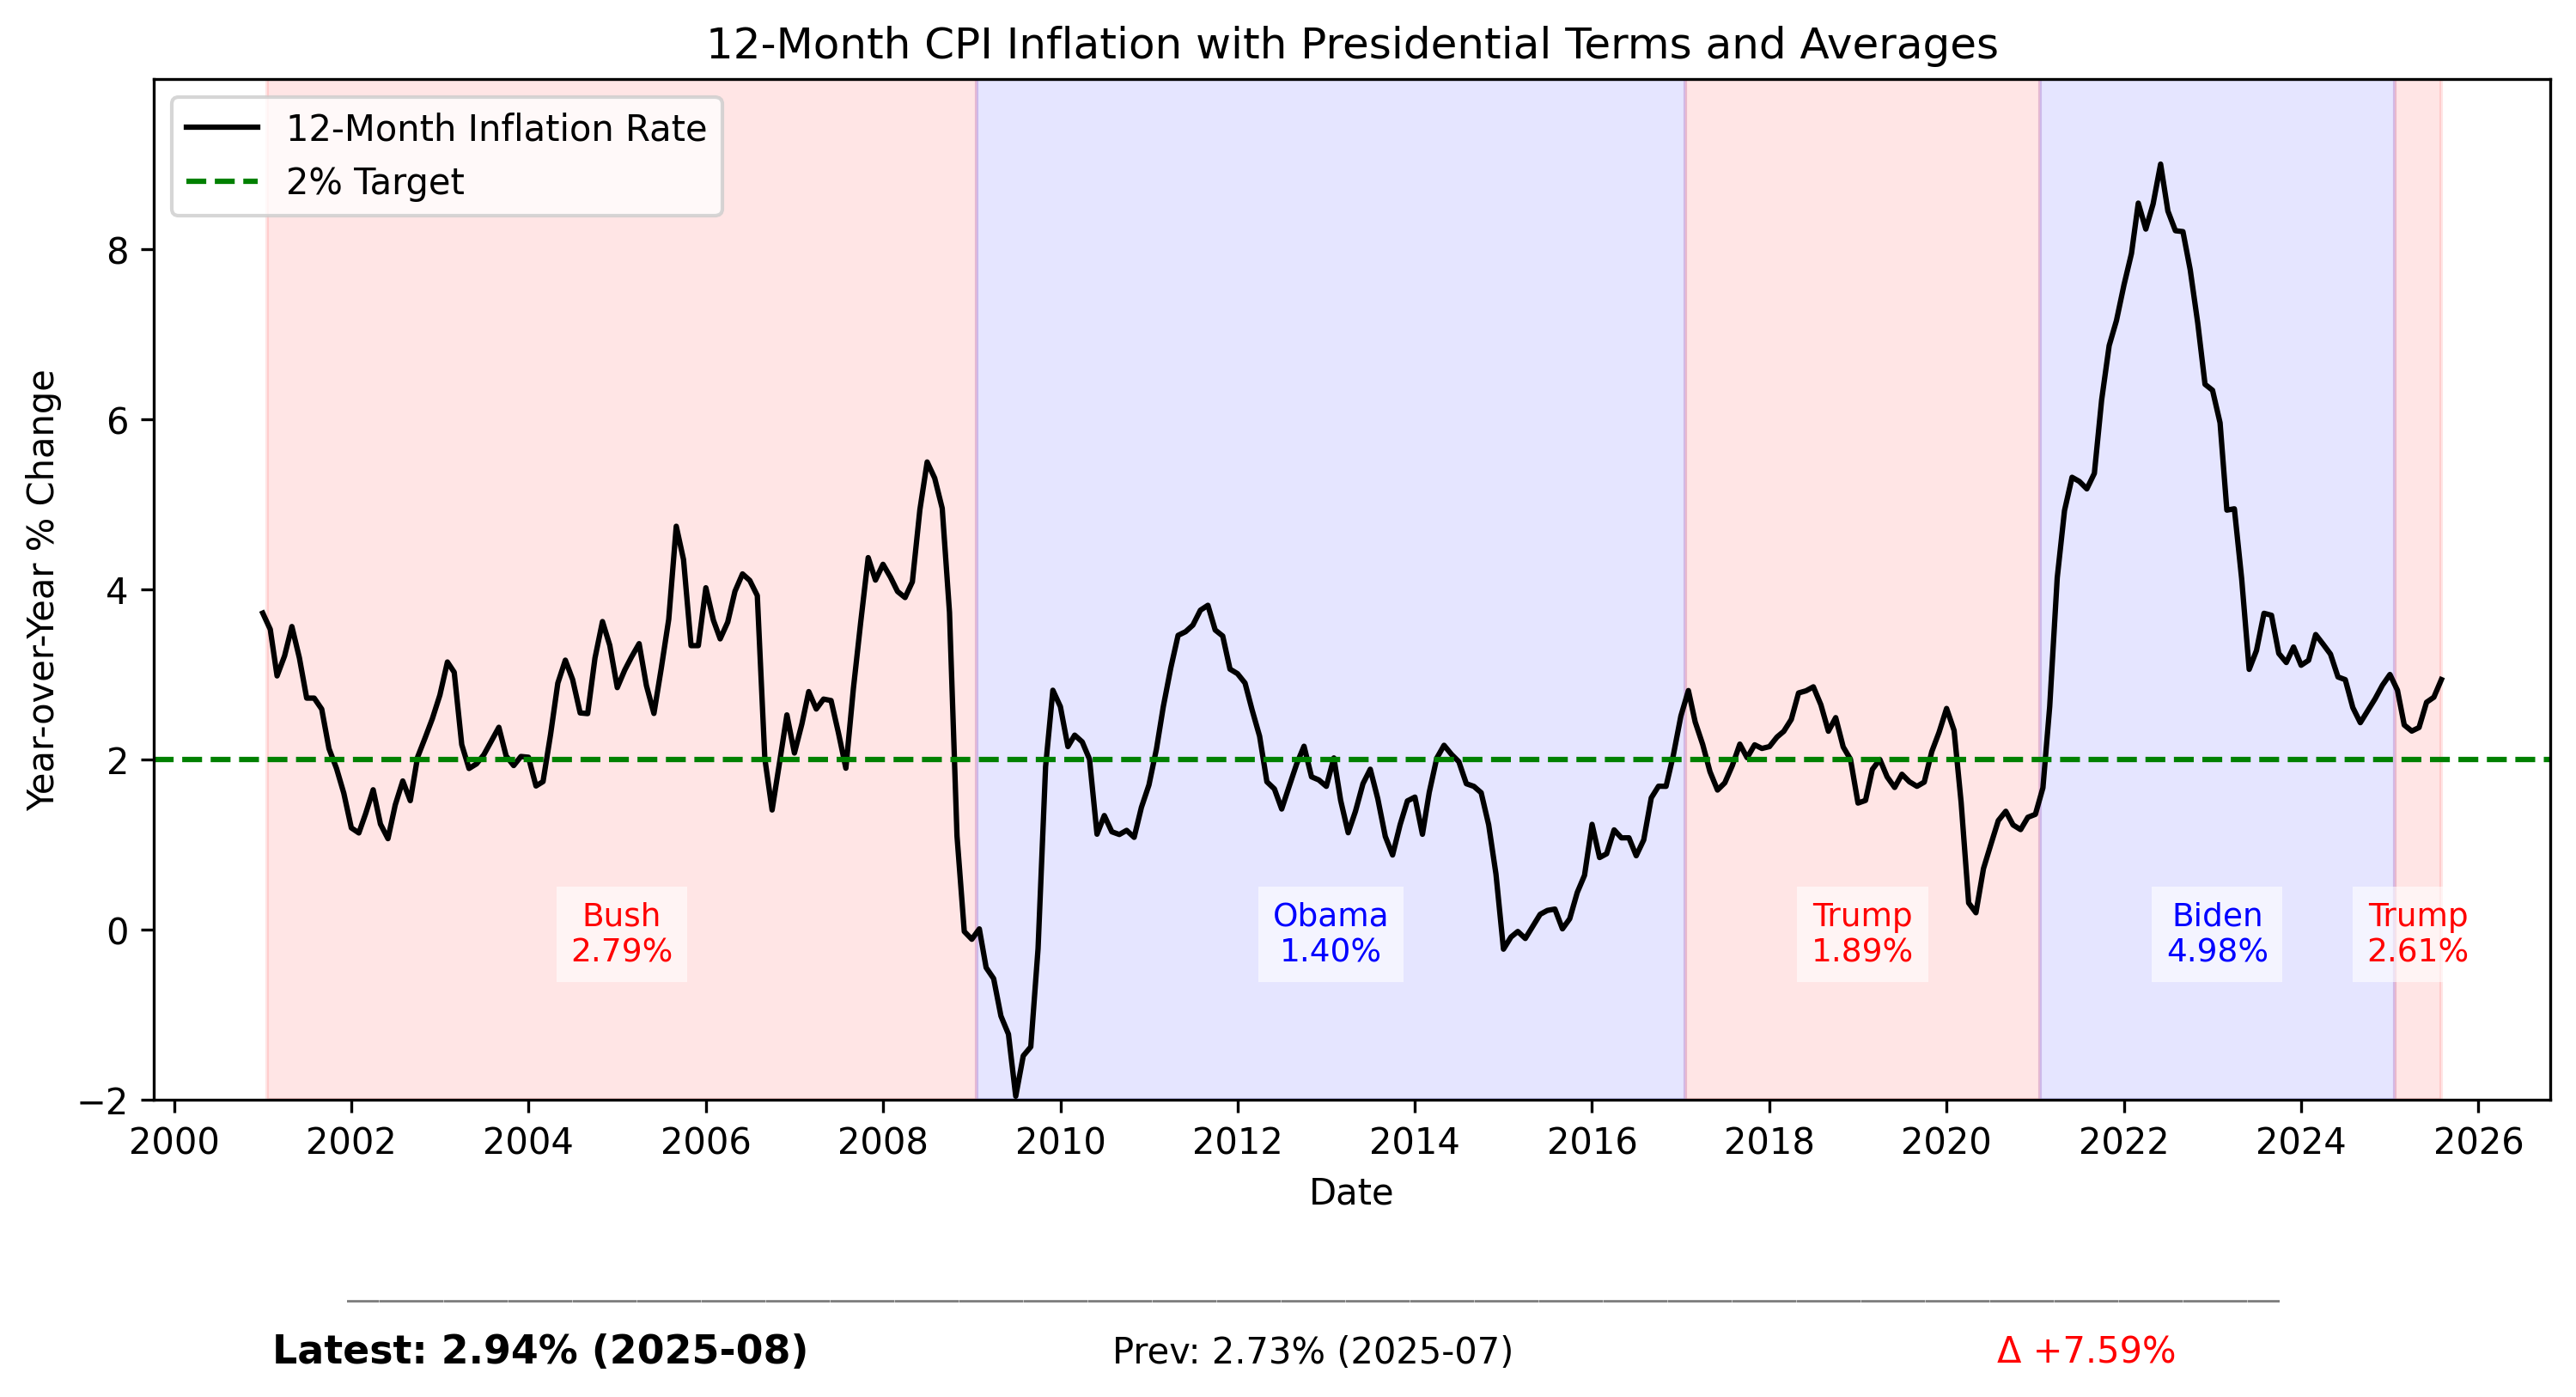 12-Month CPI Inflation with Presidential Terms and Averages
12-Month Inflation Rate
2% Target
Year-over-Year % Change
8
6
4
2
0
−2
Bush
2.79%
Obama
1.40%
Trump
1.89%
Biden
4.98%
Trump
2.61%
2000 2002 2004 2006 2008 2010 2012 2014 2016 2018 2020 2022 2024 2026
Date
Latest: 2.94% (2025-08) Prev: 2.73% (2025-07) Δ +7.59%